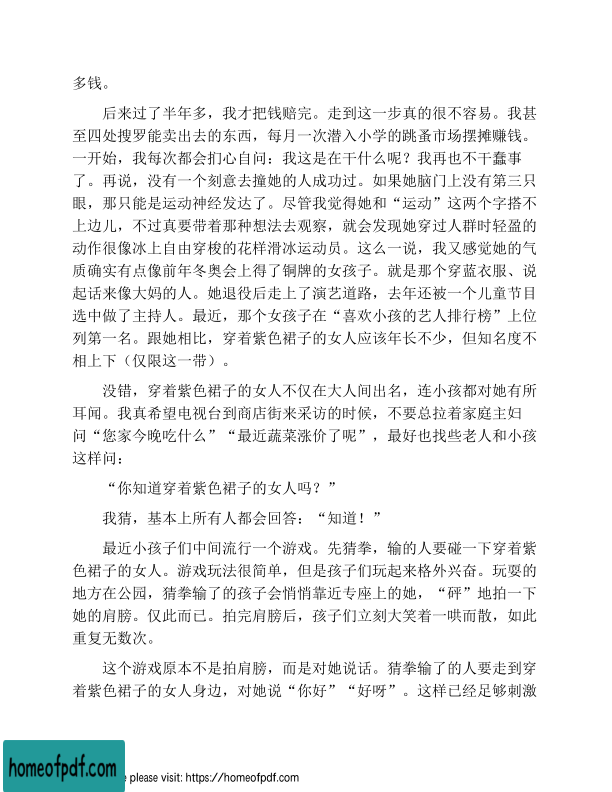 多钱。
后来过了半年多，我才把钱赔完。走到这一步真的很不容易。我甚
至四处搜罗能卖出去的东西，每月一次潜入小学的跳蚤市场摆摊赚钱。
一开始，我每次都会扪心自问：我这是在干什么呢？我再也不干蠢事
了。再说，没有一个刻意去撞她的人成功过。如果她脑门上没有第三只
眼，那只能是运动神经发达了。尽管我觉得她和“运动”这两个字搭不
上边儿，不过真要带着那种想法去观察，就会发现她穿过人群时轻盈的
动作很像冰上自由穿梭的花样滑冰运动员。这么一说，我又感觉她的气
质确实有点像前年冬奥会上得了铜牌的女孩子。就是那个穿蓝衣服、说
起话来像大妈的人。她退役后走上了演艺道路，去年还被一个儿童节目
选中做了主持人。最近，那个女孩子在“喜欢小孩的艺人排行榜”上位
列第一名。跟她相比，穿着紫色裙子的女人应该年长不少，但知名度不
相上下（仅限这一带）。
没错，穿着紫色裙子的女人不仅在大人间出名，连小孩都对她有所
耳闻。我真希望电视台到商店街来采访的时候，不要总拉着家庭主妇
问“您家今晚吃什么”“最近蔬菜涨价了呢”，最好也找些老人和小孩
这样问：
“你知道穿着紫色裙子的女人吗？”
我猜，基本上所有人都会回答：“知道！”
最近小孩子们中间流行一个游戏。先猜拳，输的人要碰一下穿着紫
色裙子的女人。游戏玩法很简单，但是孩子们玩起来格外兴奋。玩耍的
地方在公园，猜拳输了的孩子会悄悄靠近专座上的她，“砰”地拍一下
她的肩膀。仅此而已。拍完肩膀后，孩子们立刻大笑着一哄而散，如此
重复无数次。
这个游戏原本不是拍肩膀，而是对她说话。猜拳输了的人要走到穿
着紫色裙子的女人身边，对她说“你好”“好呀”。这样已经足够刺激
homeofpdf.com
e please visit: https://homeofpdf.com